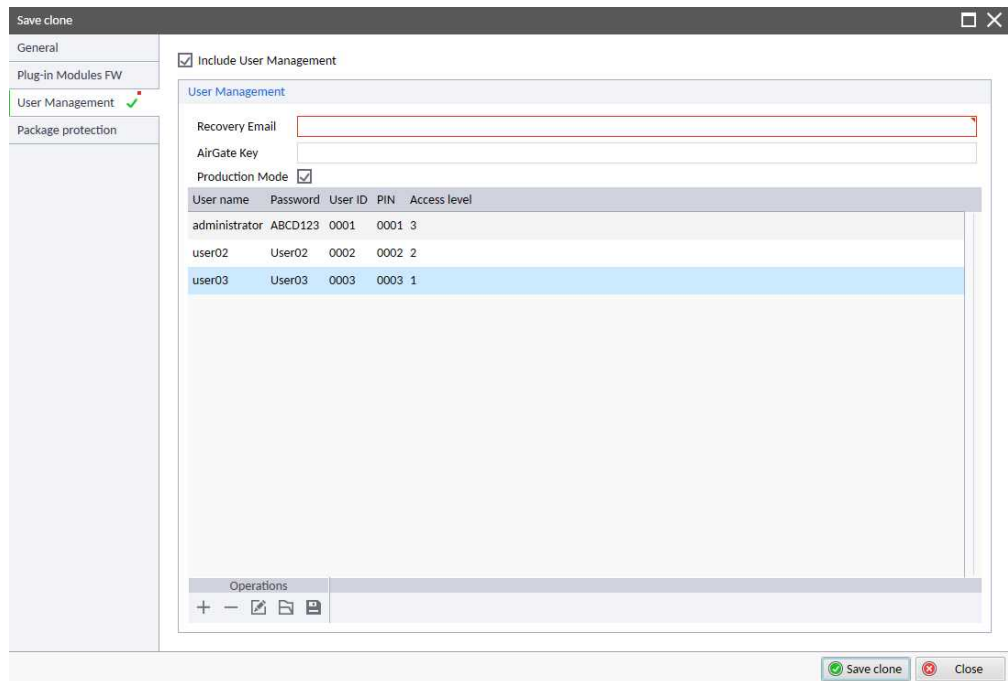 Save clone
General
Plug-in Modules FW
User Management
Package protection
Include User Management
User Management
Recovery Email
AirGate Key
Production Mode
User name Password User ID PIN Access level
administrator ABCD123 0001 0001 3
user02 User02 0002 0002 2
user03 User03 0003 0003 1
Operations
Save clone Close